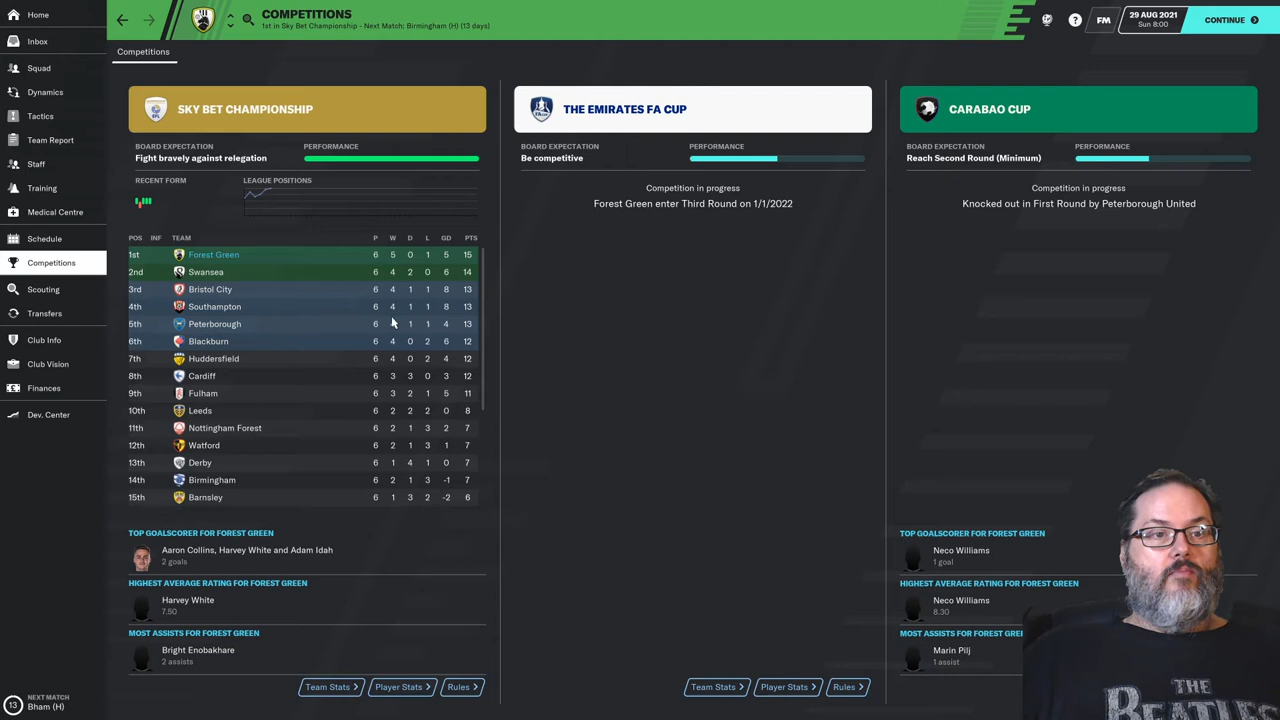 Home
Inbox
Squad
Dynamics
Tactics
Team Report
Staff
Training
Medical Centre
Schedule
Competitions
Scouting
Transfers
Club Info
Club Vision
Finances
Dev. Center
13
NEXT MATCH
Bham (H)
COMPETITIONS
1st in Sky Bet Championship - Next Match: Birmingham (H) (13 days)
?
FM
29 AUG 2021
Sun 8:00
CONTINUE
Competitions
SKY BET CHAMPIONSHIP
BOARD EXPECTATION PERFORMANCE
Fight bravely against relegation
RECENT FORM LEAGUE POSITIONS
POS INF TEAM P W D L GD PTS
1st Forest Green 6 5 0 1 5 15
2nd Swansea 6 4 2 0 6 14
3rd Bristol City 6 4 1 1 8 13
4th Southampton 6 4 1 1 8 13
5th Peterborough 6 1 1 4 13
6th Blackburn 6 4 0 2 6 12
7th Huddersfield 6 4 0 2 4 12
8th Cardiff 6 3 3 0 3 12
9th Fulham 6 3 2 1 5 11
10th Leeds 6 2 2 2 0 8
11th Nottingham Forest 6 2 1 3 2 7
12th Watford 6 2 1 3 1 7
13th Derby 6 1 4 1 0 7
14th Birmingham 6 2 1 3 -1 7
15th Barnsley 6 1 3 2 -2 6
TOP GOALSCORER FOR FOREST GREEN
Aaron Collins, Harvey White and Adam Idah
2 goals
HIGHEST AVERAGE RATING FOR FOREST GREEN
Harvey White
7.50
MOST ASSISTS FOR FOREST GREEN
Bright Enobakhare
2 assists
Team Stats > Player Stats > Rules >
THE EMIRATES FA CUP
BOARD EXPECTATION PERFORMANCE
Be competitive
Competition in progress
Forest Green enter Third Round on 1/1/2022
Team Stats > Player Stats > Rules >
CARABAO CUP
BOARD EXPECTATION PERFORMANCE
Reach Second Round (Minimum)
Competition in progress
Knocked out in First Round by Peterborough United
TOP GOALSCORER FOR FOREST GREEN
Neco Williams
1 goal
HIGHEST AVERAGE RATING FOR FOREST GREEN
Neco Williams
8.30
MOST ASSISTS FOR FOREST GREE
Marin Pilj
1 assist
THE
BEATLES